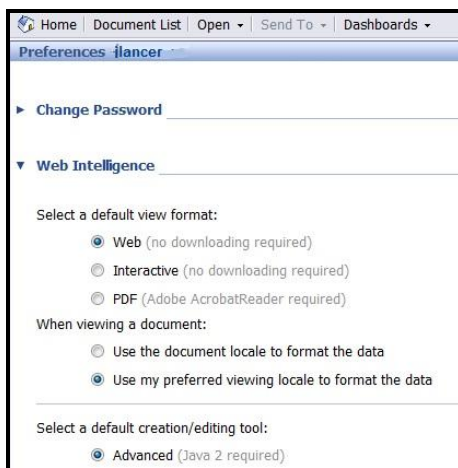 Home Document List Open Send To Dashboards
Preferences flancer
Change Password
Web Intelligence
Select a default view format:
Web (no downloading required)
Interactive (no downloading required)
PDF (Adobe AcrobatReader required)
When viewing a document:
Use the document locale to format the data
Use my preferred viewing locale to format the data
Select a default creation/editing tool:
Advanced (Java 2 required)